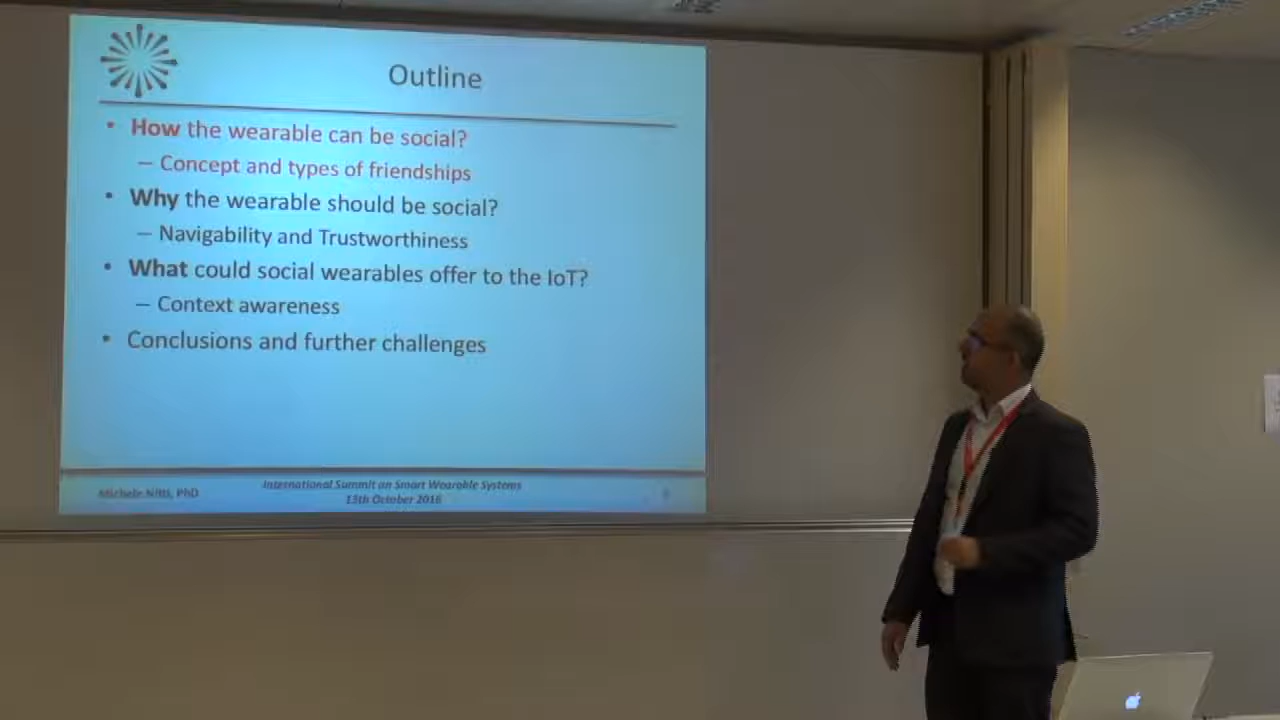 Outline
• How the wearable can be social?
– Concept and types of friendships
• Why the wearable should be social?
– Navigability and Trustworthiness
• What could social wearables offer to the IoT?
– Context awareness
• Conclusions and further challenges
Michele Nitti, PhD
International Summit on Smart Wearable Systems
13th October 2016